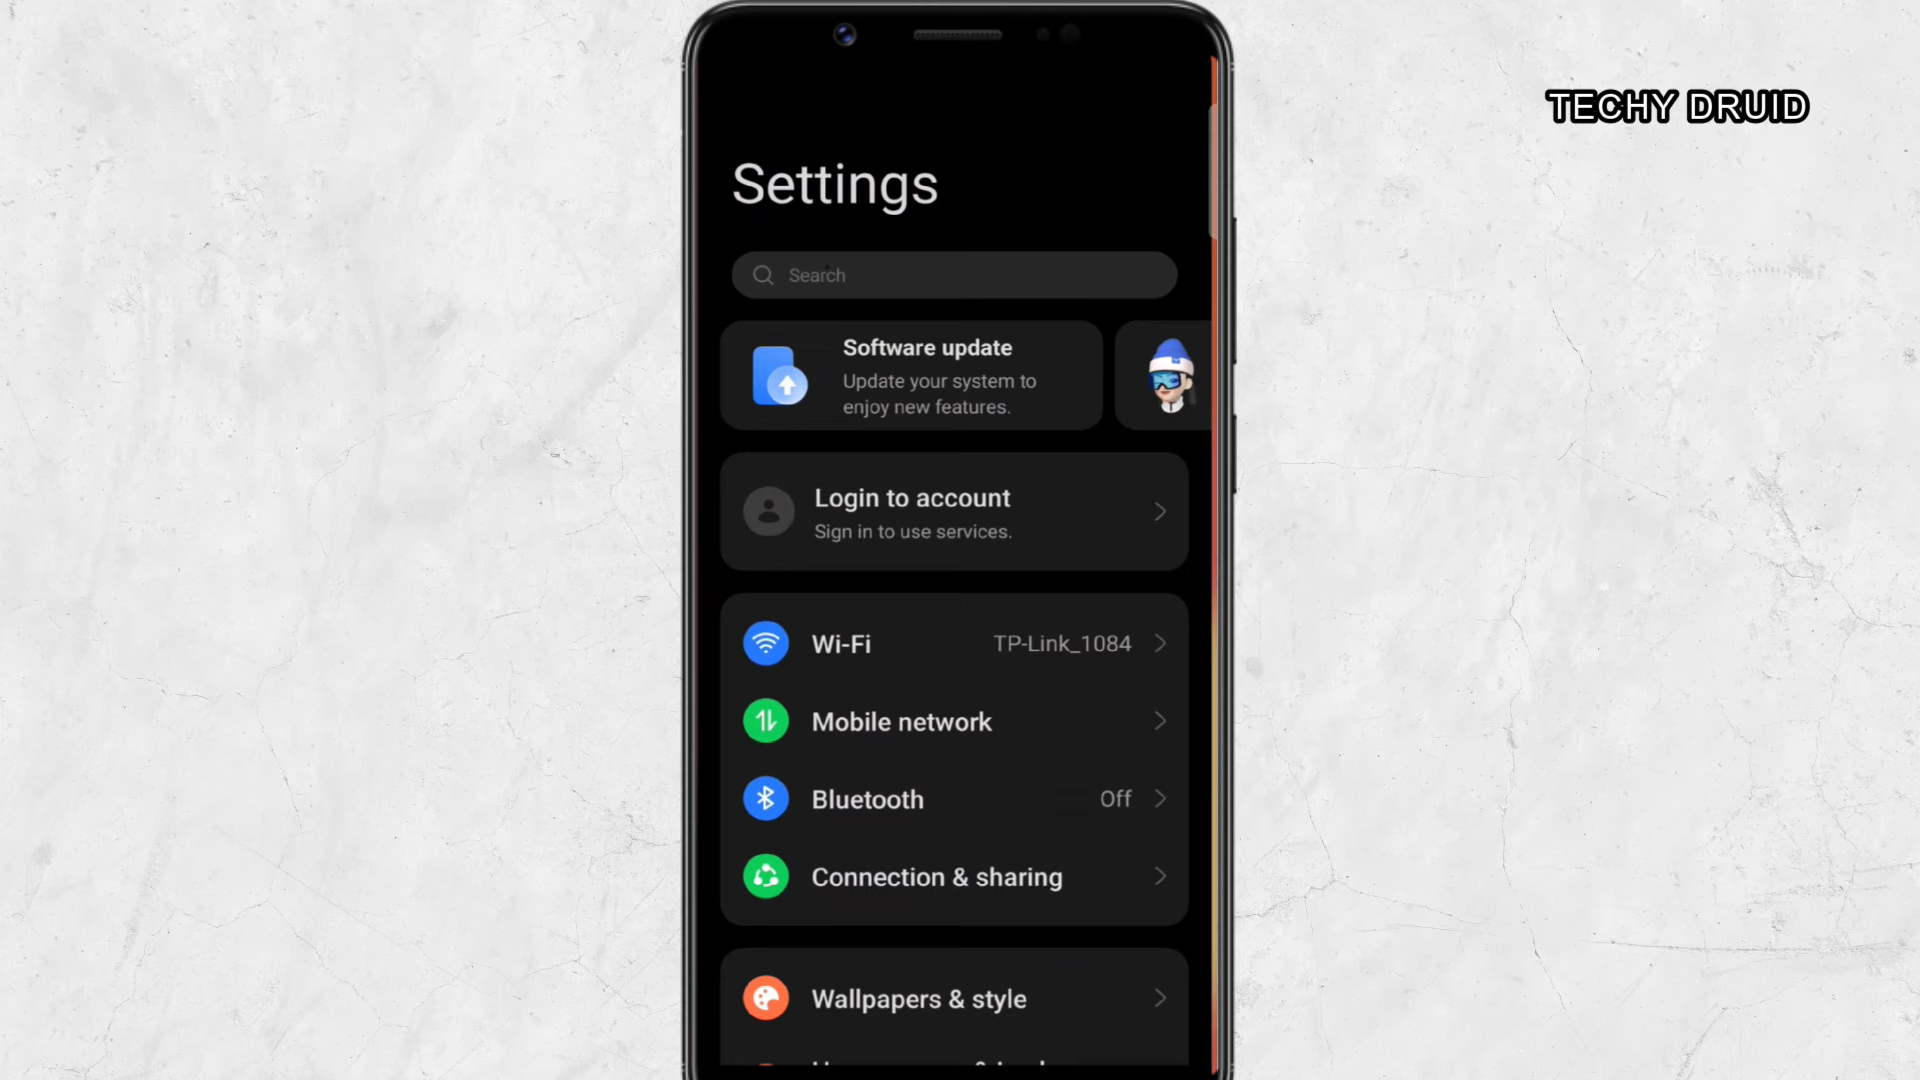 TECHY DRUID
Settings
Search
Software update
Update your system to
enjoy new features.
Login to account
Sign in to use services.
Wi-Fi TP-Link_1084
Mobile network
Bluetooth Off
Connection & sharing
Wallpapers & style